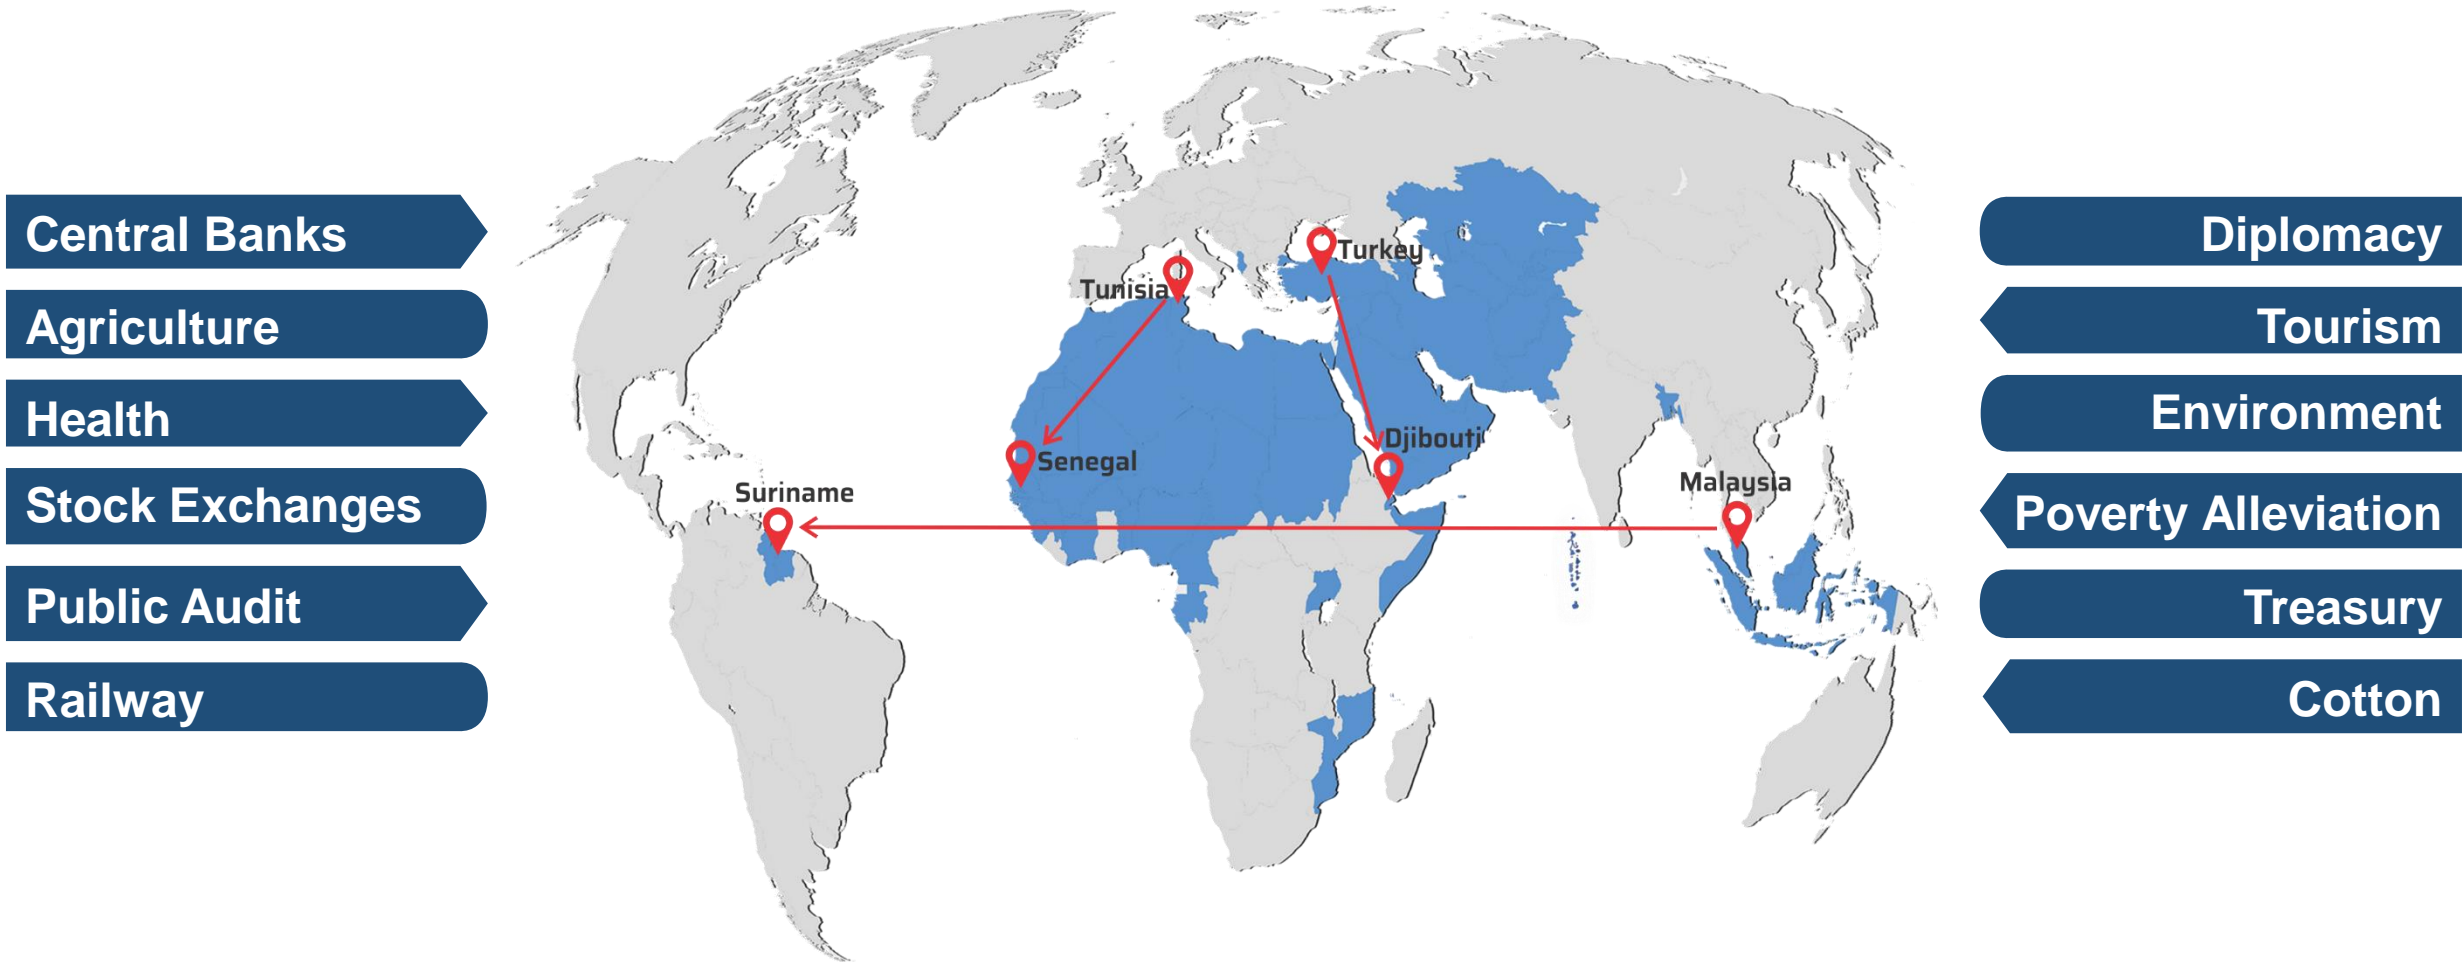 Central Banks
Agriculture
Health
Stock Exchanges
Public Audit
Railway
Turkey
Tunisia
Djibouti
Senegal
Malaysia
Suriname
Diplomacy
Tourism
Environment
Poverty Alleviation
Treasury
Cotton